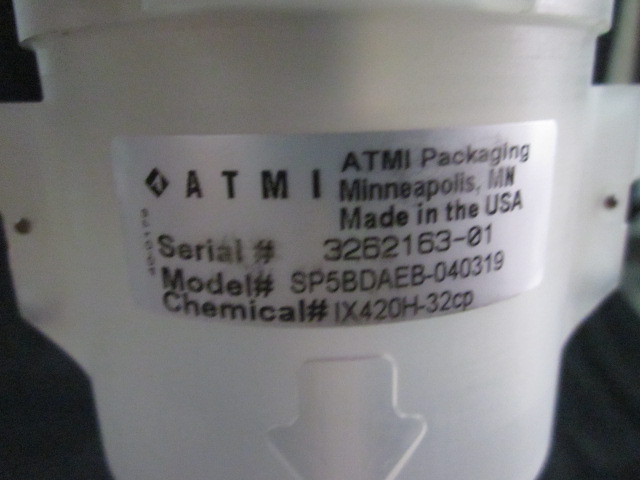 ATMI
ATMI Packaging
Minneapolis, MN
Made in the USA
Serial # 3262163-01
Model# SP5BDAEB-040319
Chemical# IX420H-32cp